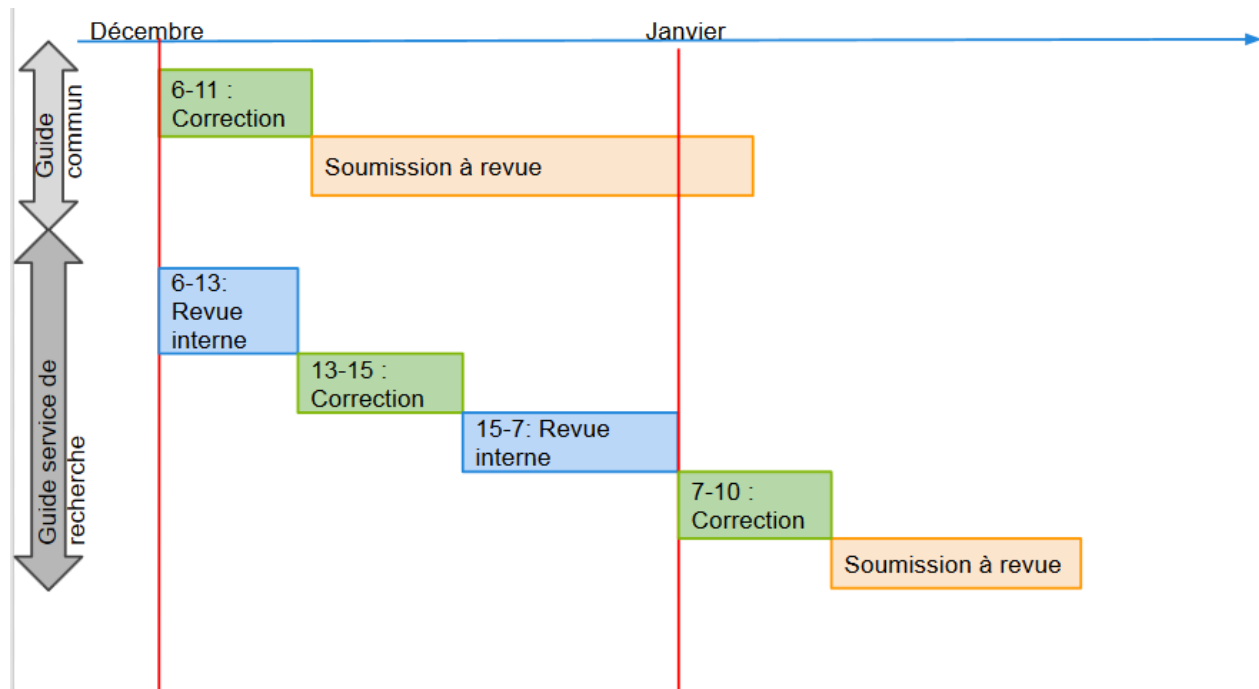 Décembre
Janvier
Guide
commun
6-11 :
Correction
Soumission à revue
Guide service de
recherche
6-13:
Revue
interne
13-15 :
Correction
15-7: Revue
interne
7-10 :
Correction
Soumission à revue